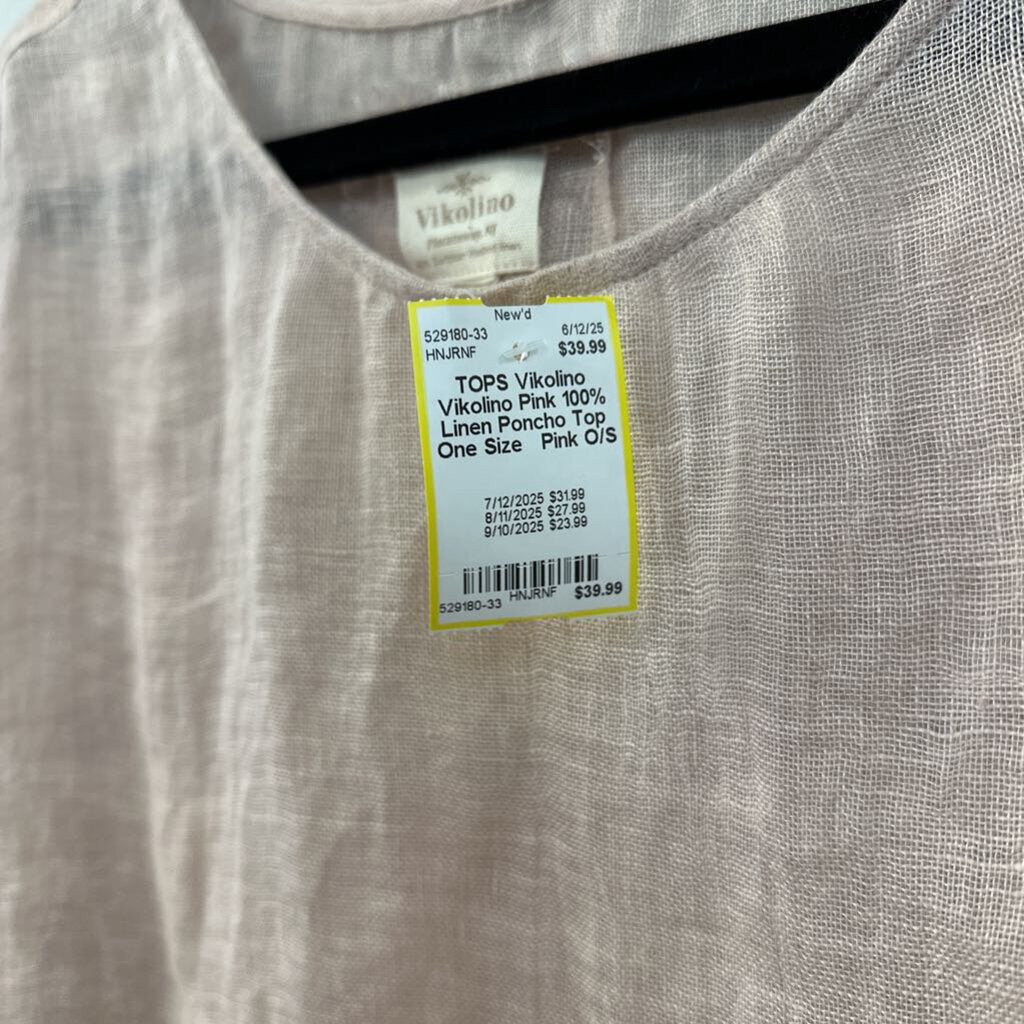 Vikolino
New'd
529180-33 6/12/25
HNJRNF $39.99
TOPS Vikolino
Vikolino Pink 100%
Linen Poncho Top
One Size Pink O/S
7/12/2025 $31.99
8/11/2025 $27.99
9/10/2025 $23.99
529180-33 HNJRNF $39.99